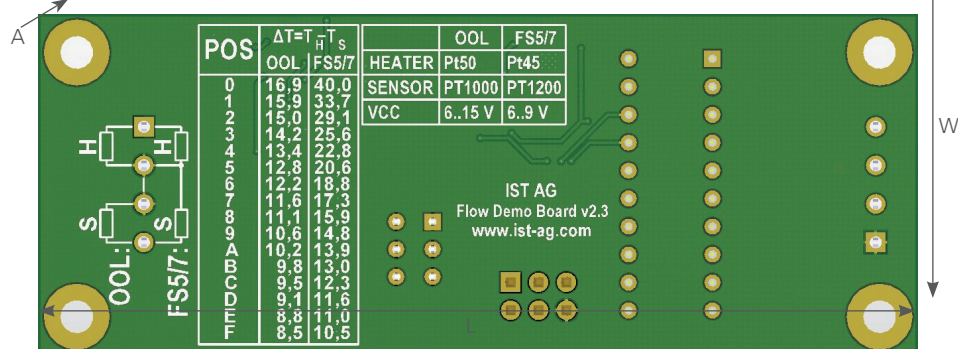 A
W
L
POS ΔT=T_H-T_S
OOL FS5/7
0 16,9 40,0
1 15,9 33,7
2 15,0 29,1
3 14,2 25,6
4 13,4 22,8
5 12,8 20,6
6 12,2 18,8
7 11,6 17,3
8 11,1 15,9
9 10,6 14,8
A 10,2 13,9
B 9,8 13,0
C 9,5 12,3
D 9,1 11,6
E 8,8 11,0
F 8,5 10,5
OOL FS5/7
HEATER Pt50 Pt45
SENSOR PT1000 PT1200
VCC 6..15 V 6..9 V
H H
S S
OOL:
FS5/7:
IST AG
Flow Demo Board v2.3
www.ist-ag.com